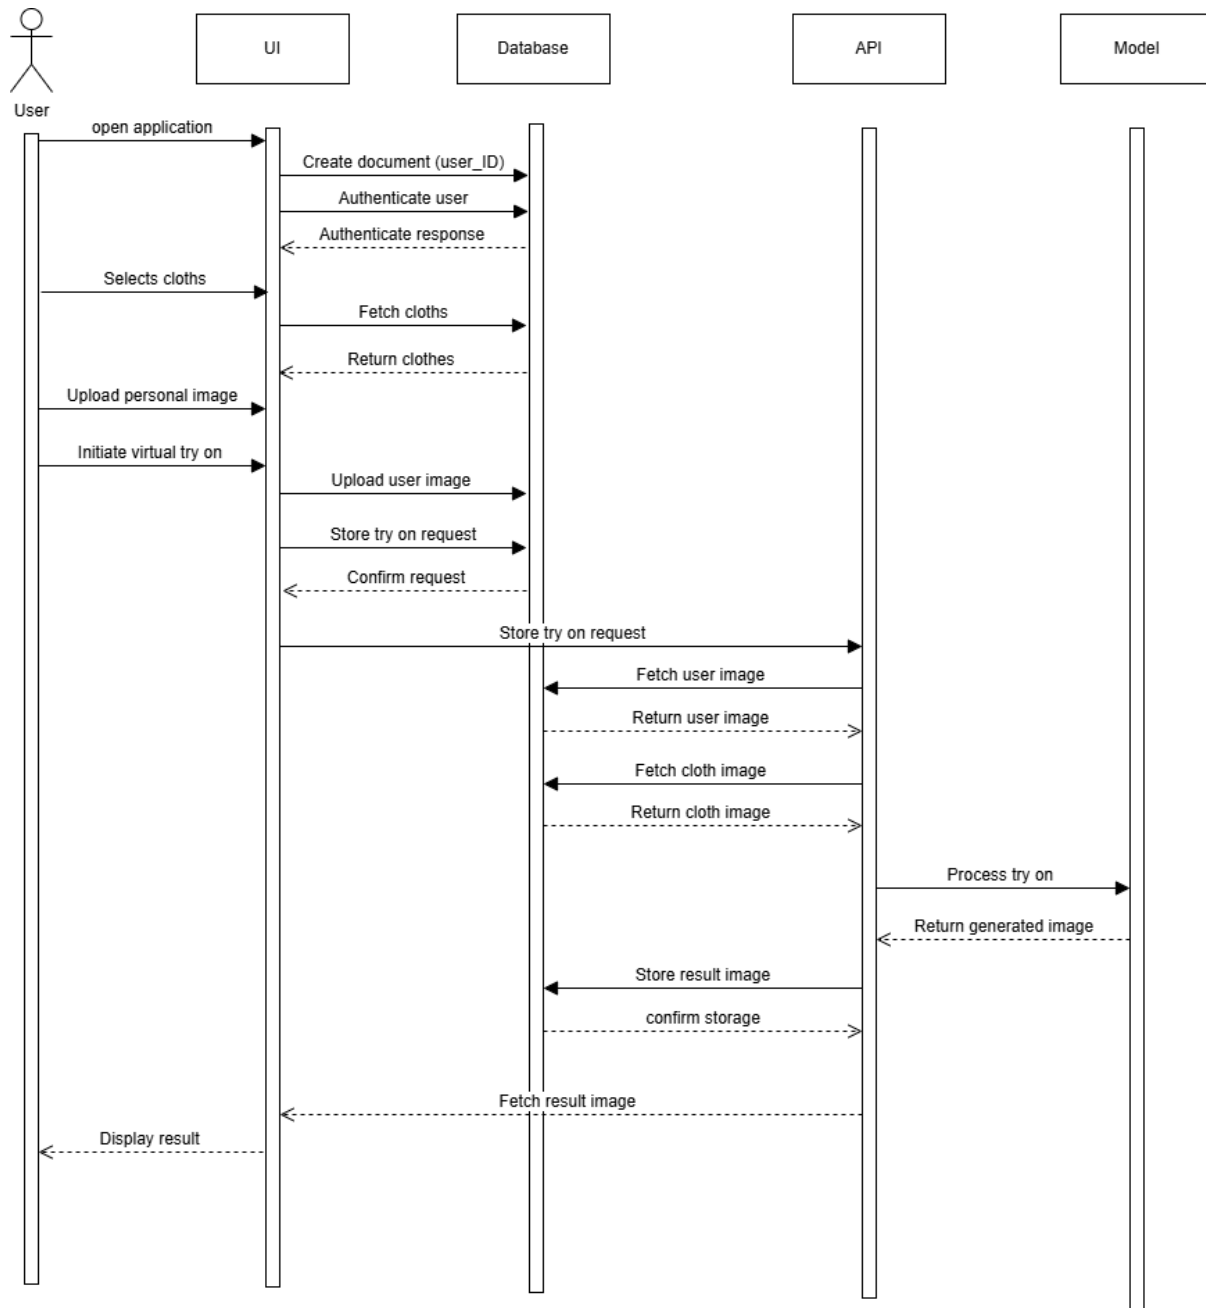 UI
Database
API
Model
User
open application
Create document (user_ID)
Authenticate user
Authenticate response
Selects cloths
Fetch cloths
Return clothes
Upload personal image
Initiate virtual try on
Upload user image
Store try on request
Confirm request
Store try on request
Fetch user image
Return user image
Fetch cloth image
Return cloth image
Process try on
Return generated image
Store result image
confirm storage
Fetch result image
Display result